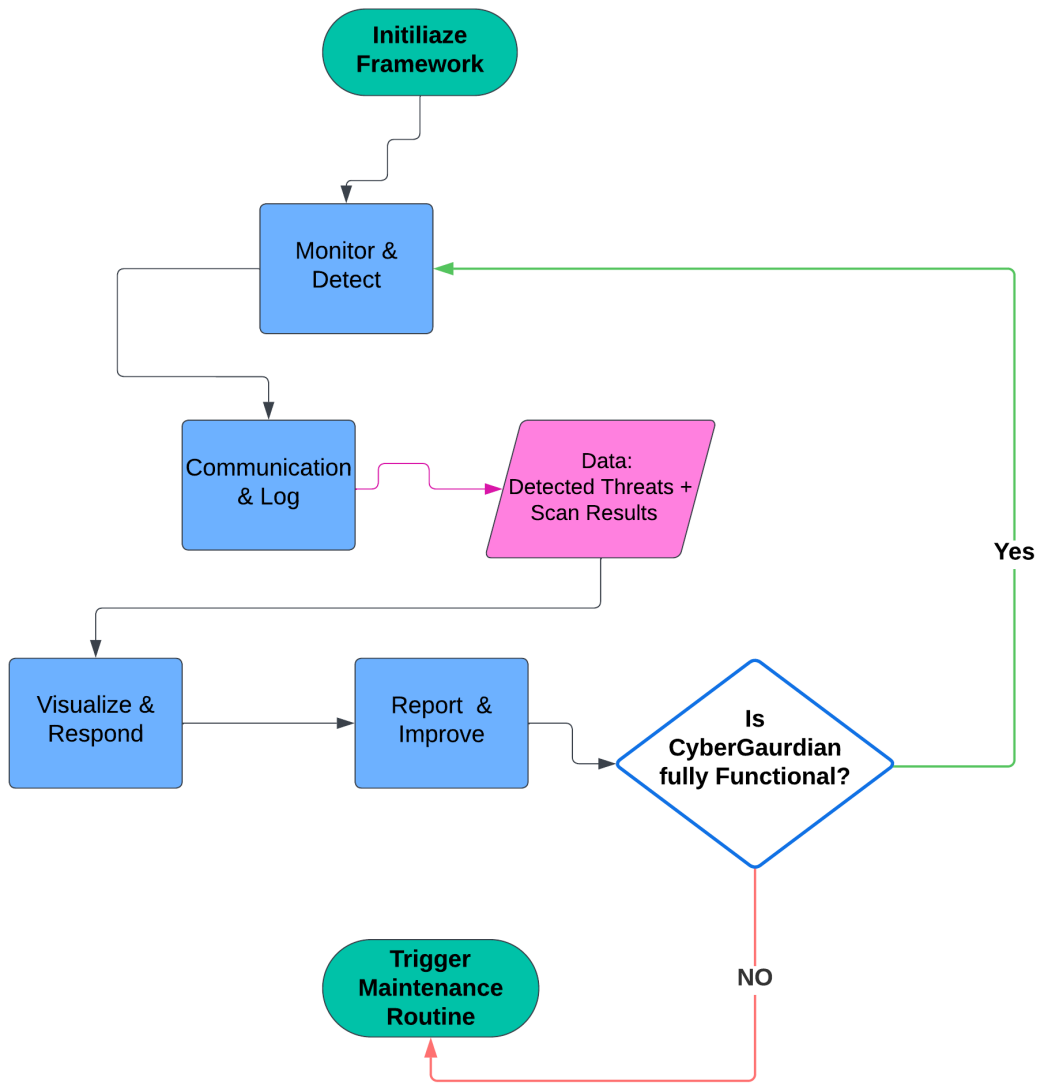 Initiliaze
Framework
Monitor &
Detect
Communication
& Log
Data:
Detected Threats +
Scan Results
Yes
Visualize &
Respond
Report  &
Improve
Is
CyberGaurdian
fully Functional?
NO
Trigger
Maintenance
Routine